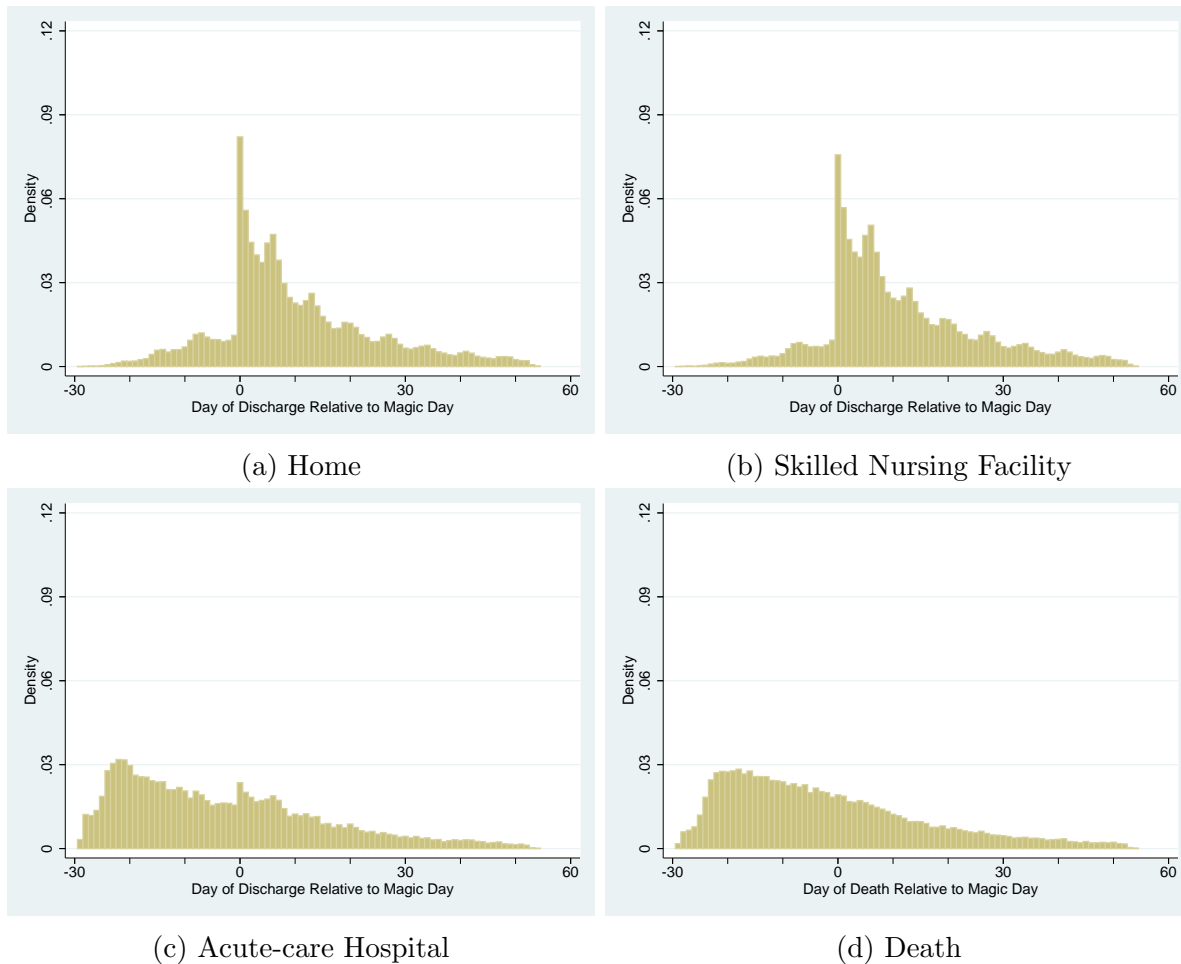 .12
.09
.06
.03
0
Density
-30 0 30 60
Day of Discharge Relative to Magic Day
(a) Home
.12
.09
.06
.03
0
Density
-30 0 30 60
Day of Discharge Relative to Magic Day
(b) Skilled Nursing Facility
.12
.09
.06
.03
0
Density
-30 0 30 60
Day of Discharge Relative to Magic Day
(c) Acute-care Hospital
.12
.09
.06
.03
0
Density
-30 0 30 60
Day of Death Relative to Magic Day
(d) Death